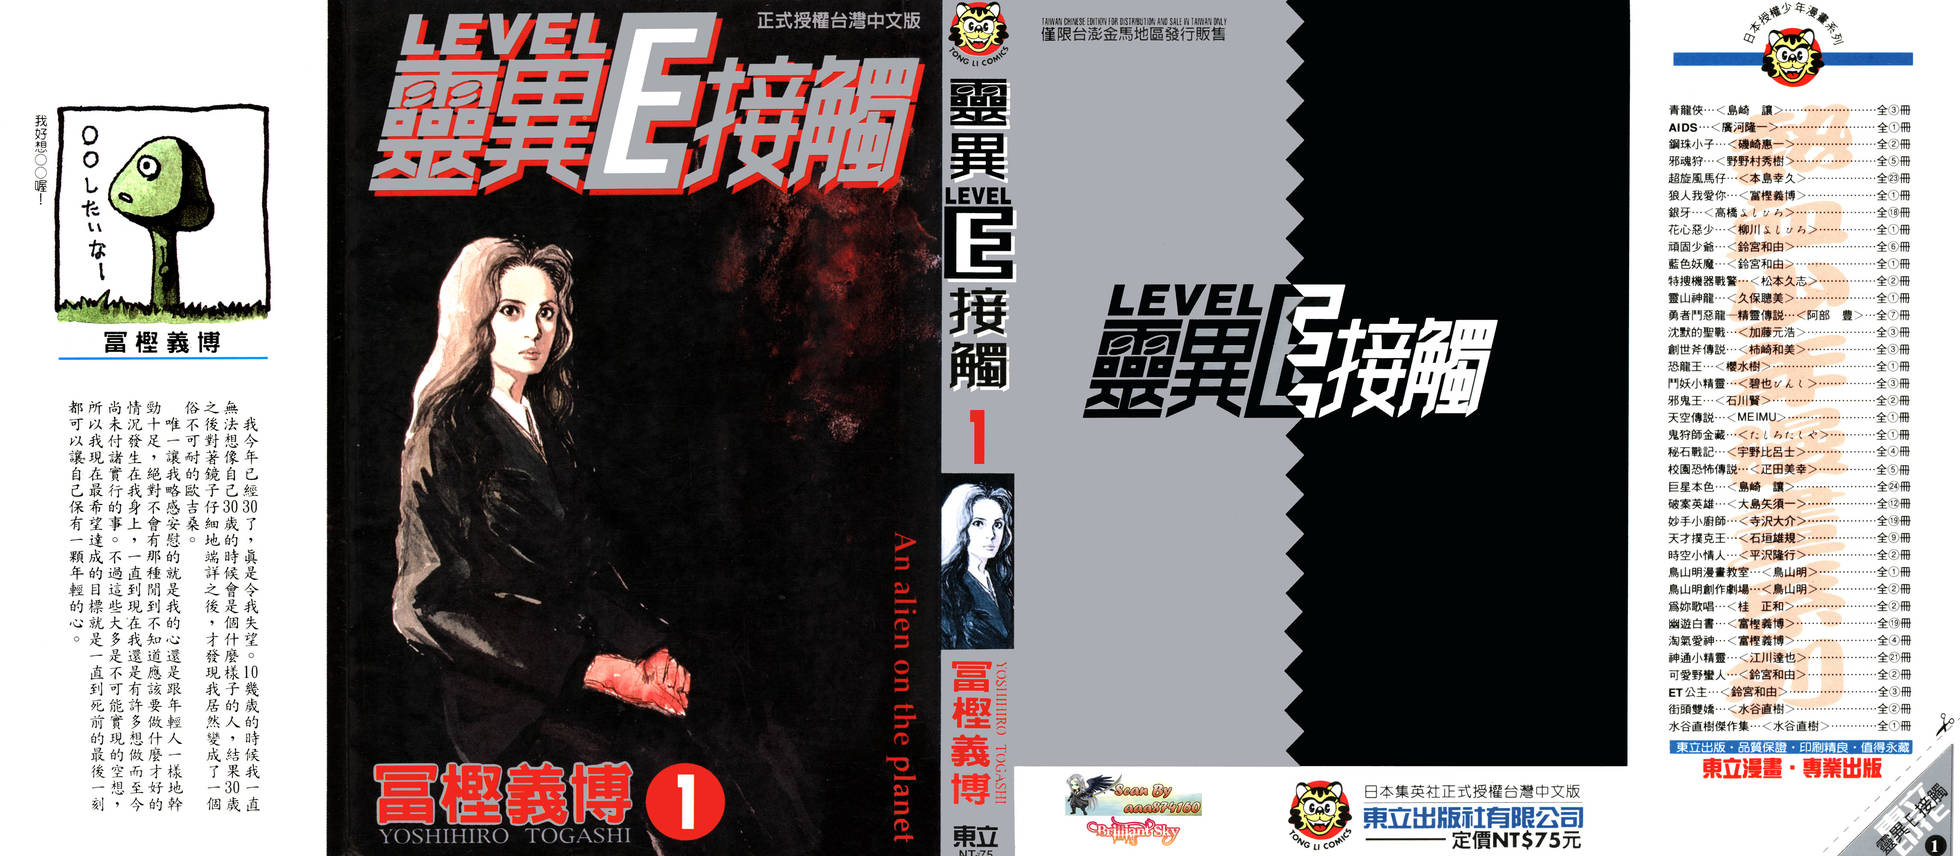 我好想〇〇喔！
〇〇したいなー
冨樫義博
我今年已經30了，眞是令我失望。10幾歲的時候我一直
無法想像自己30歲的時候會是個什麼樣子的人，結果30歲
之後對著鏡子仔細地端詳之後，才發現我居然變成了一個
俗不可耐的歐吉桑。
唯一讓我略感安慰的就是我的心還是跟年輕人一樣地幹
勁十足，絕對不會有那種閒到不知道應該要做什麼才好的
情況發生在我身上，一直到現在我還是有許多想做而至今
尚未付諸實行的事。不過這些大多是不可能實現的空想，
所以我現在最希望達成的目標就是一直到死前的最後一刻
都可以讓自己保有一顆年輕的心。
正式授權台灣中文版
LEVEL
靈異E接觸
An alien on the planet
冨樫義博 1
YOSHIHIRO TOGASHI
TONG LI COMICS
靈異
LEVEL
E
接觸
1
冨樫義博
YOSHIHIRO TOGASHI
東立
NT·75
TAIWAN CHINESE EDITION FOR DISTRIBUTION AND SALE IN TAIWAN ONLY
僅限台澎金馬地區發行販售
LEVEL
靈異E接觸
Scan By
aaa874160
Brilliant Sky
TONG LI COMICS
日本集英社正式授權台灣中文版
東立出版社有限公司
定價NT$75元
日本授權少年漫畫系列
青龍俠…＜島崎　讓＞…全③冊
AIDS…＜廣河隆一＞…全①冊
鋼珠小子…＜磯崎惠一＞…全②冊
邪魂狩…＜野野村秀樹＞…全⑤冊
超旋風馬仔…＜本島幸久＞…全㉓冊
狼人我愛你…＜冨樫義博＞…全①冊
銀牙…＜高橋よしひろ＞…全⑱冊
花心惡少…＜柳川よしひろ＞…全①冊
頑固少爺…＜鈴宮和由＞…全⑥冊
藍色妖魔…＜鈴宮和由＞…全①冊
特搜機器戰警…＜松本久志＞…全②冊
靈山神龍…＜久保聰美＞…全①冊
勇者鬥惡龍—精靈傳説…＜阿部　豊＞…全⑦冊
沈默的聖戰…＜加藤元浩＞…全③冊
創世斧傳説…＜柿崎和美＞…全③冊
恐龍王…＜櫻水樹＞…全①冊
鬥妖小精靈…＜碧也ぴんく＞…全③冊
邪鬼王…＜石川賢＞…全②冊
天空傳説…＜MEIMU＞…全①冊
鬼狩師金藏…＜たしろたしや＞…全①冊
秘石戰記…＜宇野比呂士＞…全④冊
校園恐怖傳説…＜疋田美幸＞…全⑤冊
巨星本色…＜島崎　讓＞…全㉔冊
破案英雄…＜大島矢須一＞…全⑫冊
妙手小廚師…＜寺沢大介＞…全⑲冊
天才撲克王…＜石垣雄規＞…全⑨冊
時空小情人…＜平沢隆行＞…全②冊
鳥山明漫畫教室…＜鳥山明＞…全①冊
鳥山明創作劇場…＜鳥山明＞…全②冊
爲妳歌唱…＜桂　正和＞…全②冊
幽遊白書…＜冨樫義博＞…全⑲冊
淘氣愛神…＜冨樫義博＞…全④冊
神通小精靈…＜江川達也＞…全㉑冊
可愛野蠻人…＜鈴宮和由＞…全②冊
ET公主…＜鈴宮和由＞…全③冊
街頭雙嬌…＜水谷直樹＞…全②冊
水谷直樹傑作集…＜水谷直樹＞…全①冊
東立出版・品質保證・印刷精良・值得永藏
東立漫畫・專業出版
靈異E接觸
1